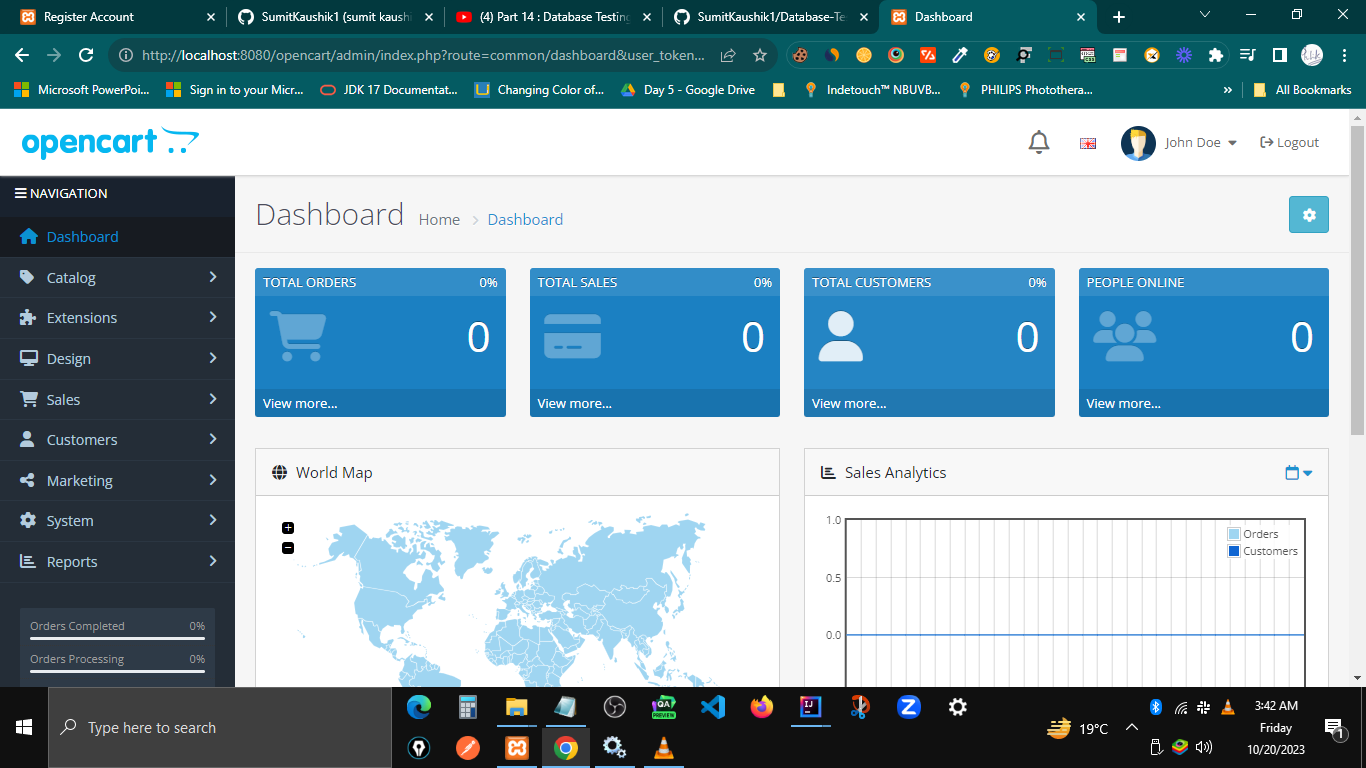 Register Account
SumitKaushik1 (sumit kaushi
(4) Part 14 : Database Testing
SumitKaushik1/Database-Te
Dashboard
http://localhost:8080/opencart/admin/index.php?route=common/dashboard&user_token...
Microsoft PowerPoi...
Sign in to your Micr...
JDK 17 Documentat...
Changing Color of...
Day 5 - Google Drive
Indetouch™ NBUVB...
PHILIPS Photothera...
»
All Bookmarks
opencart
John Doe
Logout
NAVIGATION
Dashboard
Catalog
Extensions
Design
Sales
Customers
Marketing
System
Reports
Orders Completed 0%
Orders Processing 0%
Dashboard
Home > Dashboard
TOTAL ORDERS 0%
0
View more...
TOTAL SALES 0%
0
View more...
TOTAL CUSTOMERS 0%
0
View more...
PEOPLE ONLINE
0
View more...
World Map
+
−
Sales Analytics
1.0
0.5
0.0
Orders
Customers
Type here to search
QA
PREVIEW
IJ
19°C
3:42 AM
Friday
10/20/2023
1